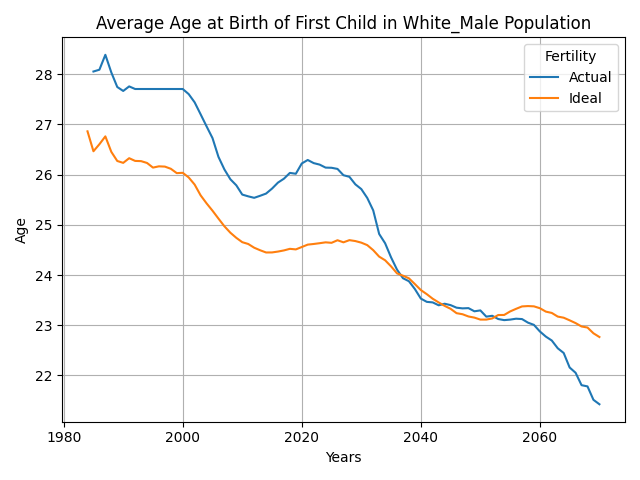 Average Age at Birth of First Child in White_Male Population
Fertility
Actual
Ideal
Age
28
27
26
25
24
23
22
1980
2000
2020
2040
2060
Years